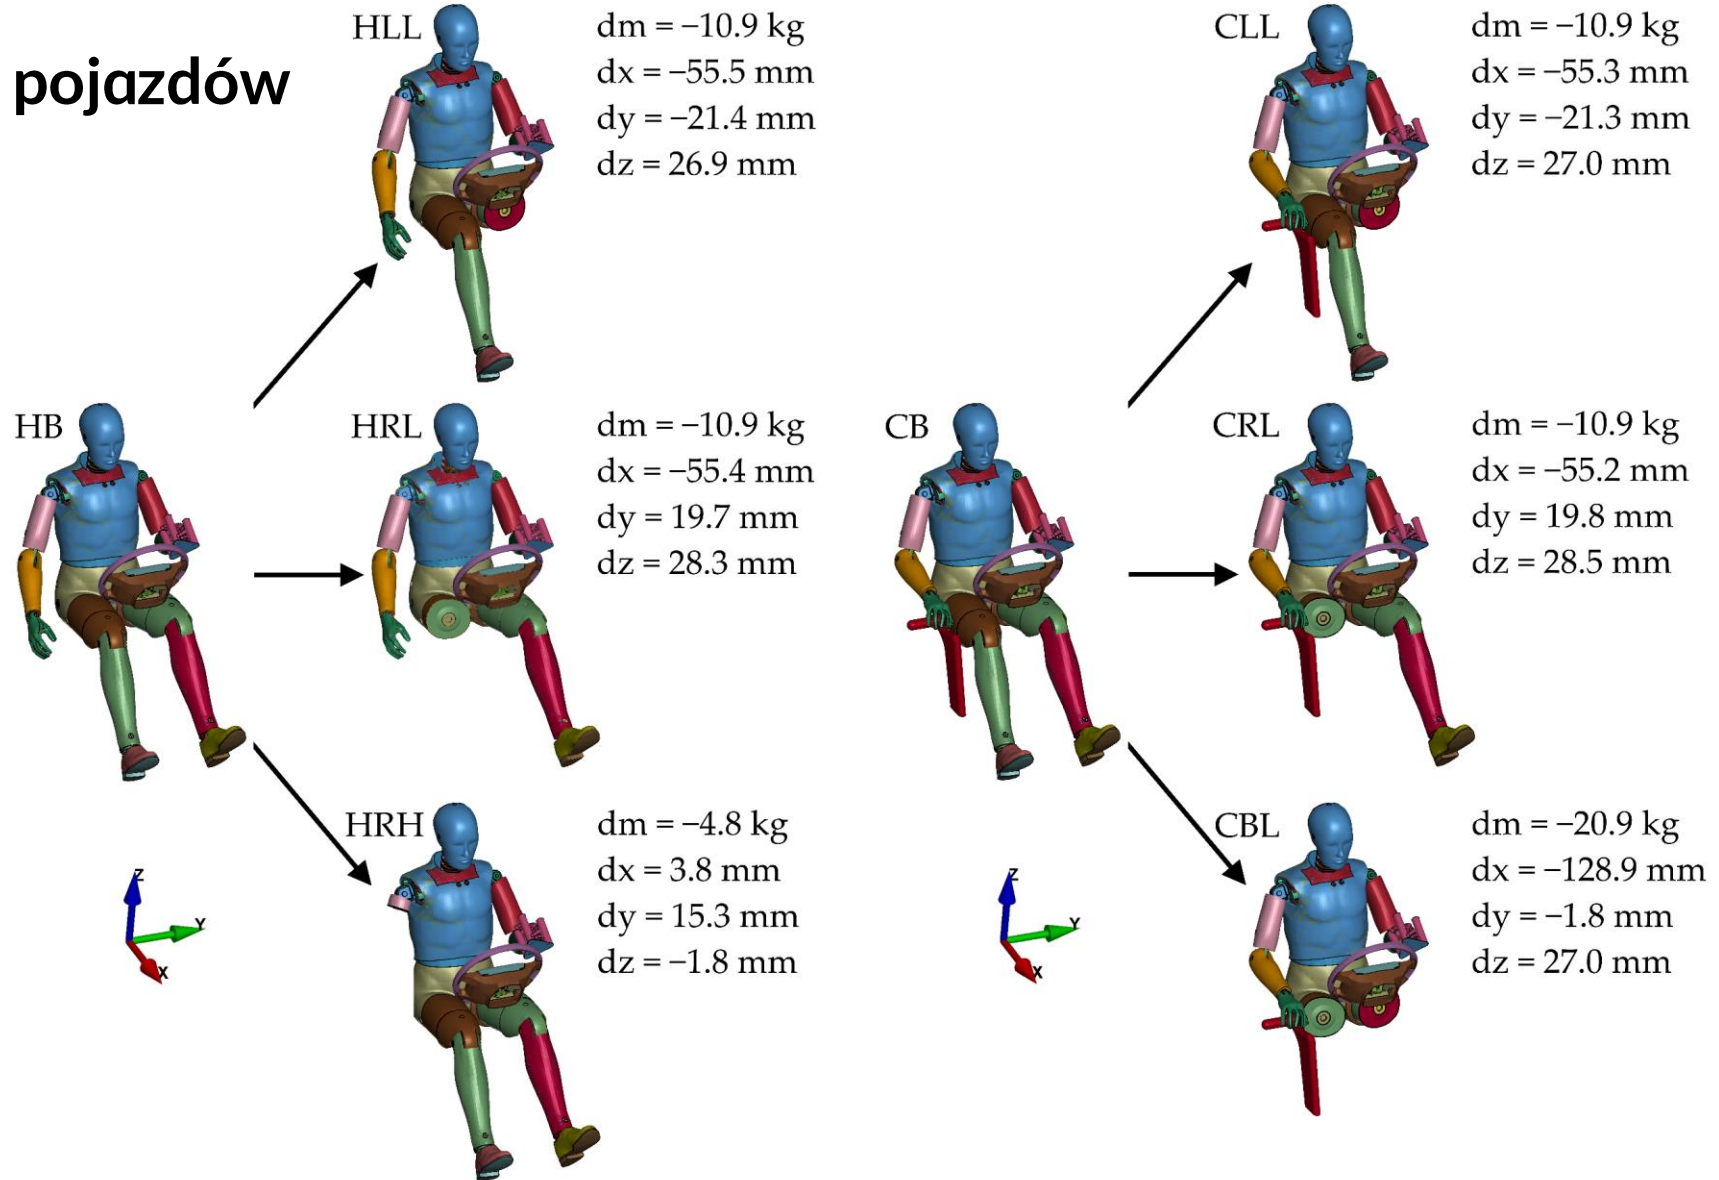 pojazdów
HLL
dm = −10.9 kg
dx = −55.5 mm
dy = −21.4 mm
dz = 26.9 mm
CLL
dm = −10.9 kg
dx = −55.3 mm
dy = −21.3 mm
dz = 27.0 mm
HB
HRL
dm = −10.9 kg
dx = −55.4 mm
dy = 19.7 mm
dz = 28.3 mm
CB
CRL
dm = −10.9 kg
dx = −55.2 mm
dy = 19.8 mm
dz = 28.5 mm
HRH
dm = −4.8 kg
dx = 3.8 mm
dy = 15.3 mm
dz = −1.8 mm
CBL
dm = −20.9 kg
dx = −128.9 mm
dy = −1.8 mm
dz = 27.0 mm
Z
Y
X
Z
Y
X